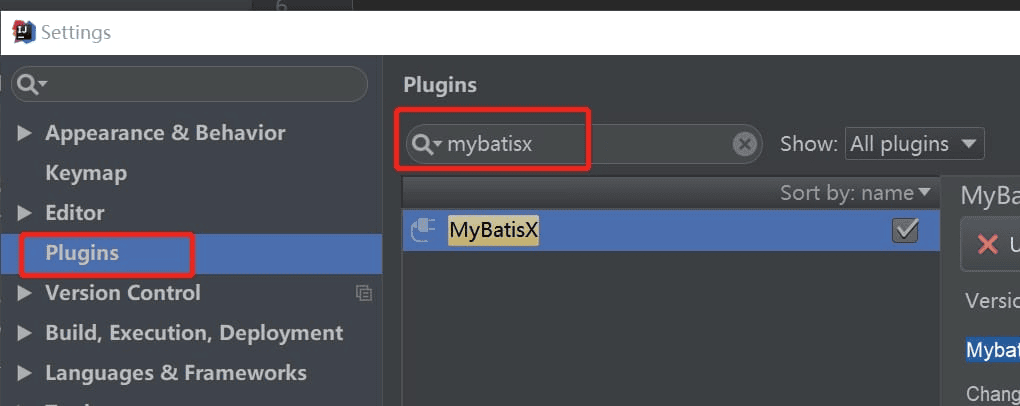 6
Settings
Plugins
mybatisx
Show: All plugins
Appearance & Behavior
Keymap
Editor
Plugins
Version Control
Build, Execution, Deployment
Languages & Frameworks
Sort by: name
MyBatisX
MyBa
U
Versio
Mybat
Chang